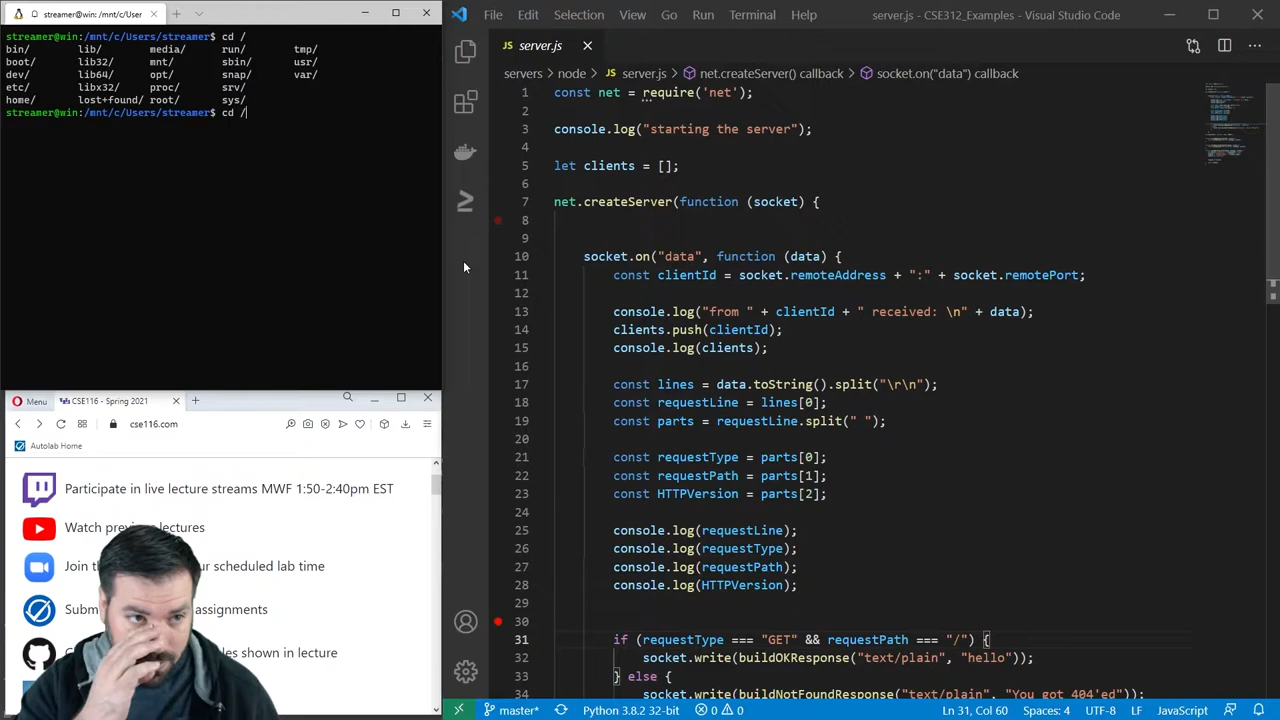 streamer@win: /mnt/c/User
streamer@win:/mnt/c/Users/streamer$ cd /
bin/ lib/ media/ run/ tmp/
boot/ lib32/ mnt/ sbin/ usr/
dev/ lib64/ opt/ snap/ var/
etc/ libx32/ proc/ srv/
home/ lost+found/ root/ sys/
streamer@win:/mnt/c/Users/streamer$ cd /
Menu
CSE116 - Spring 2021
cse116.com
Autolab Home
Participate in live lecture streams MWF 1:50-2:40pm EST
Watch lectures
Join scheduled lab time
assignments
shown in lecture
File Edit Selection View Go Run Terminal
server.js - CSE312_Examples - Visual Studio Code
JS server.js
servers > node > JS server.js > net.createServer() callback > socket.on("data") callback
1 const net = require('net');
2
3 console.log("starting the server");
4
5 let clients = [];
6
7 net.createServer(function (socket) {
8
9
10 socket.on("data", function (data) {
11 const clientId = socket.remoteAddress + ":" + socket.remotePort;
12
13 console.log("from " + clientId + " received: \n" + data);
14 clients.push(clientId);
15 console.log(clients);
16
17 const lines = data.toString().split("\r\n");
18 const requestLine = lines[0];
19 const parts = requestLine.split(" ");
20
21 const requestType = parts[0];
22 const requestPath = parts[1];
23 const HTTPVersion = parts[2];
24
25 console.log(requestLine);
26 console.log(requestType);
27 console.log(requestPath);
28 console.log(HTTPVersion);
29
30
31 if (requestType === "GET" && requestPath === "/") {
32 socket.write(buildOKResponse("text/plain", "hello"));
33 } else {
34 socket.write(buildNotFoundResponse("text/plain", "You got 404'ed"));
master* Python 3.8.2 32-bit 0 0 Ln 31, Col 60 Spaces: 4 UTF-8 LF JavaScript